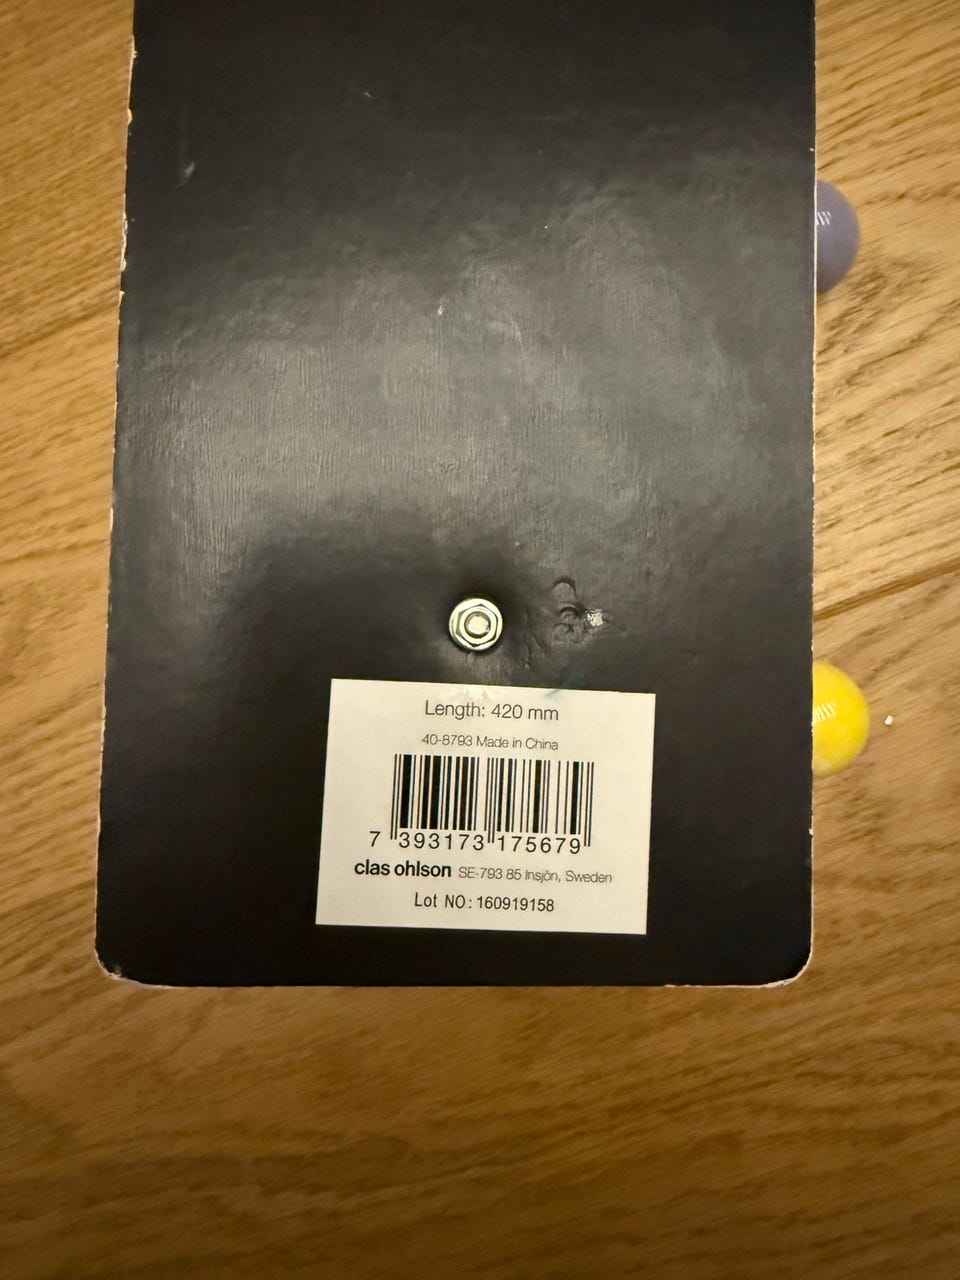 Length: 420 mm
40-8793 Made in China
7 393173 175679
clas ohlson SE-793 85 Insjön, Sweden
Lot NO: 160919158